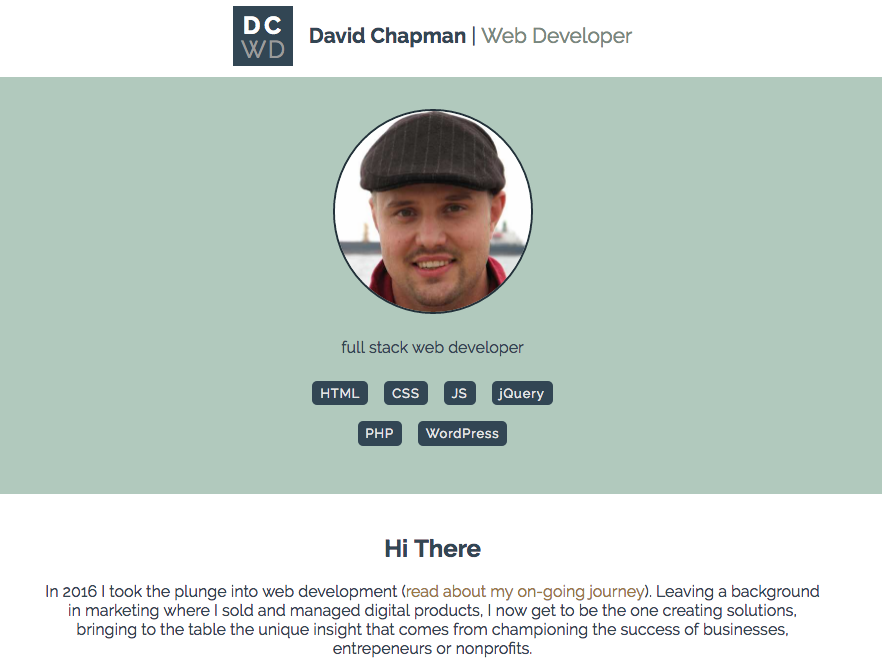 DC
WD
David Chapman | Web Developer
full stack web developer
HTML CSS JS jQuery
PHP WordPress
Hi There
In 2016 I took the plunge into web development (read about my on-going journey). Leaving a background
in marketing where I sold and managed digital products, I now get to be the one creating solutions,
bringing to the table the unique insight that comes from championing the success of businesses,
entrepeneurs or nonprofits.